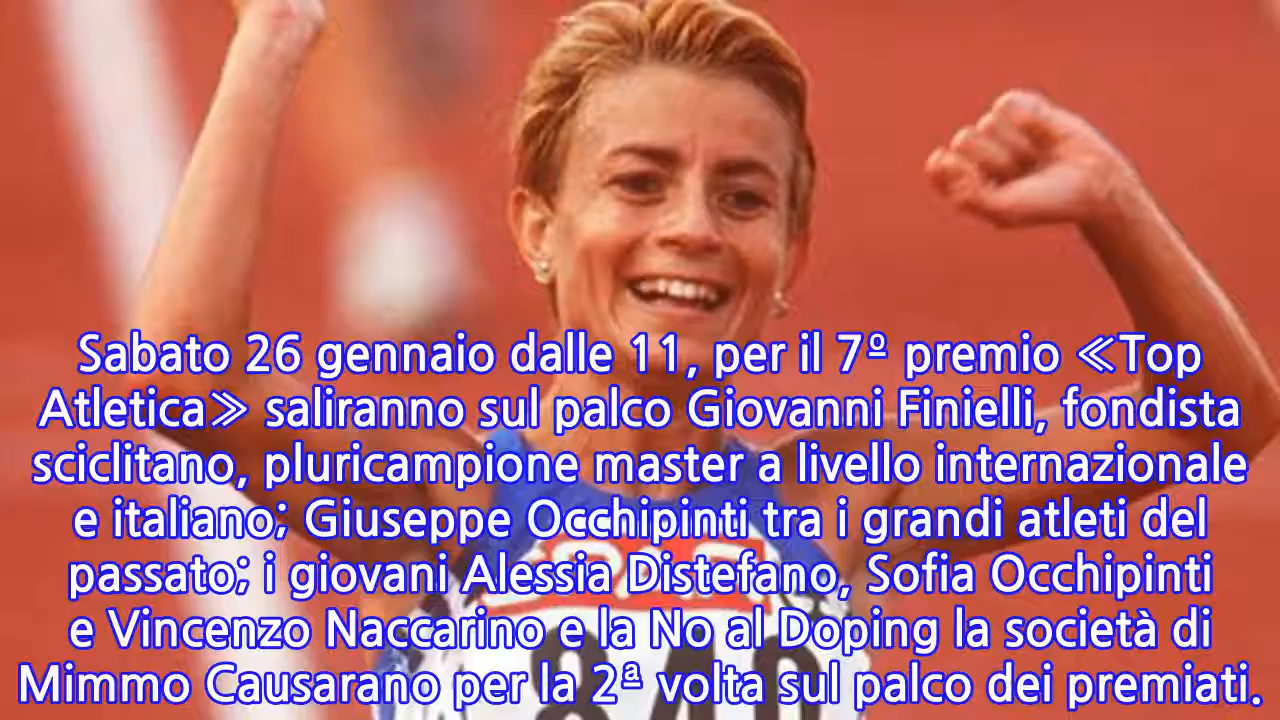 Sabato 26 gennaio dalle 11, per il 7º premio ≪Top
Atletica≫ saliranno sul palco Giovanni Finielli, fondista
sciclitano, pluricampione master a livello internazionale
e italiano; Giuseppe Occhipinti tra i grandi atleti del
passato; i giovani Alessia Distefano, Sofia Occhipinti
e Vincenzo Naccarino e la No al Doping la società di
Mimmo Causarano per la 2ª volta sul palco dei premiati.